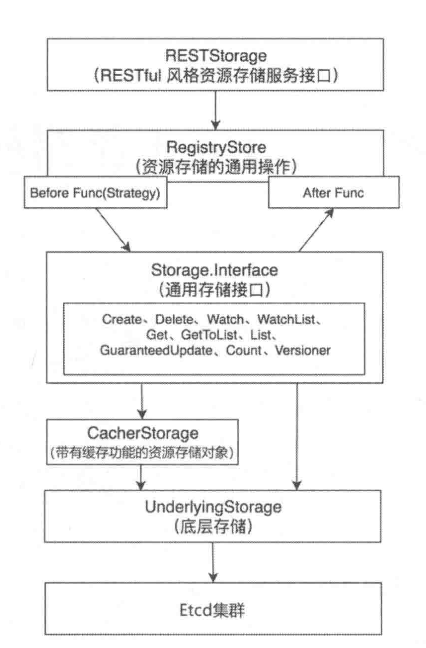 RESTStorage
（RESTful 风格资源存储服务接口）
RegistryStore
（资源存储的通用操作）
Before Func(Strategy)
After Func
Storage.Interface
（通用存储接口）
Create、Delete、Watch、WatchList、
Get、GetToList、List、
GuaranteedUpdate、Count、Versioner
CacherStorage
（带有缓存功能的资源存储对象）
UnderlyingStorage
（底层存储）
Etcd集群